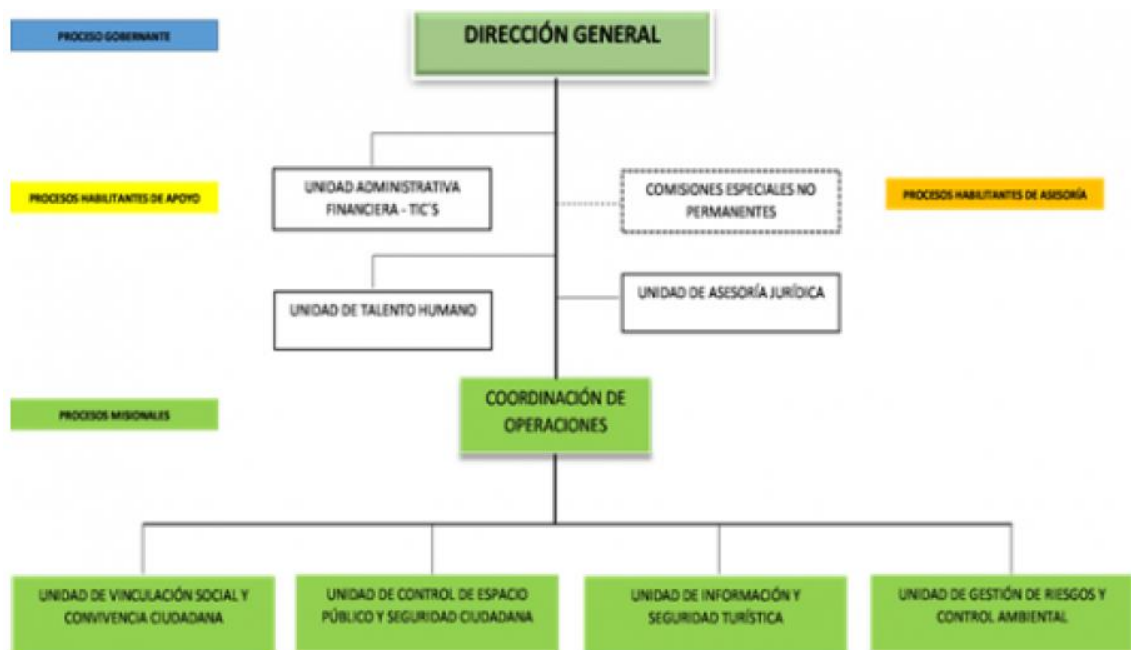 PROCESO GOBERNANTE
DIRECCIÓN GENERAL
PROCESOS HABILITANTES DE APOYO
UNIDAD ADMINISTRATIVA
FINANCIERA - TIC´S
COMISIONES ESPECIALES NO
PERMANENTES
PROCESOS HABILITANTES DE ASESORÍA
UNIDAD DE TALENTO HUMANO
UNIDAD DE ASESORÍA JURÍDICA
PROCESOS MISIONALES
COORDINACIÓN DE
OPERACIONES
UNIDAD DE VINCULACIÓN SOCIAL Y
CONVIVENCIA CIUDADANA
UNIDAD DE CONTROL DE ESPACIO
PÚBLICO Y SEGURIDAD CIUDADANA
UNIDAD DE INFORMACIÓN Y
SEGURIDAD TURÍSTICA
UNIDAD DE GESTIÓN DE RIESGOS Y
CONTROL AMBIENTAL